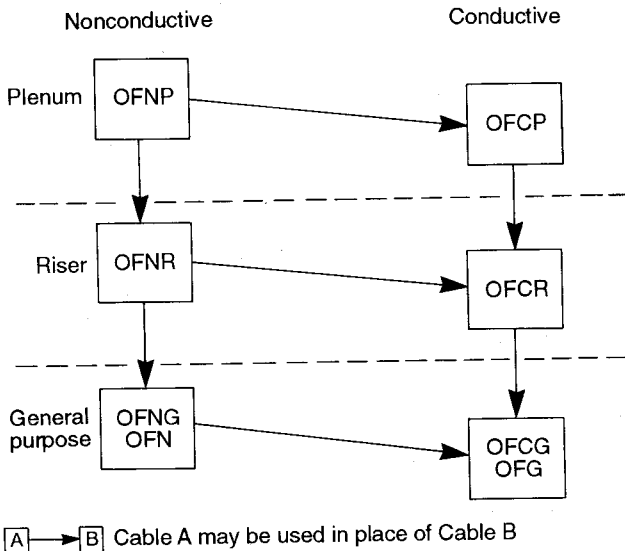 Nonconductive
Conductive
Plenum
OFNP
OFCP
Riser
OFNR
OFCR
General
purpose
OFNG
OFN
OFCG
OFG
A
B
Cable A may be used in place of Cable B